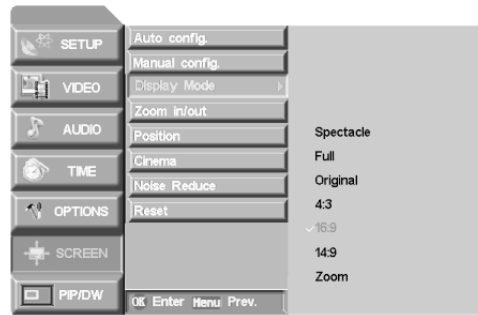 SETUP
VIDEO
AUDIO
TIME
OPTIONS
SCREEN
PIP/DW
Auto config.
Manual config.
Display Mode
Zoom in/out
Position
Cinema
Noise Reduce
Reset
Spectacle
Full
Original
4:3
16:9
14:9
Zoom
OK Enter Menu Prev.